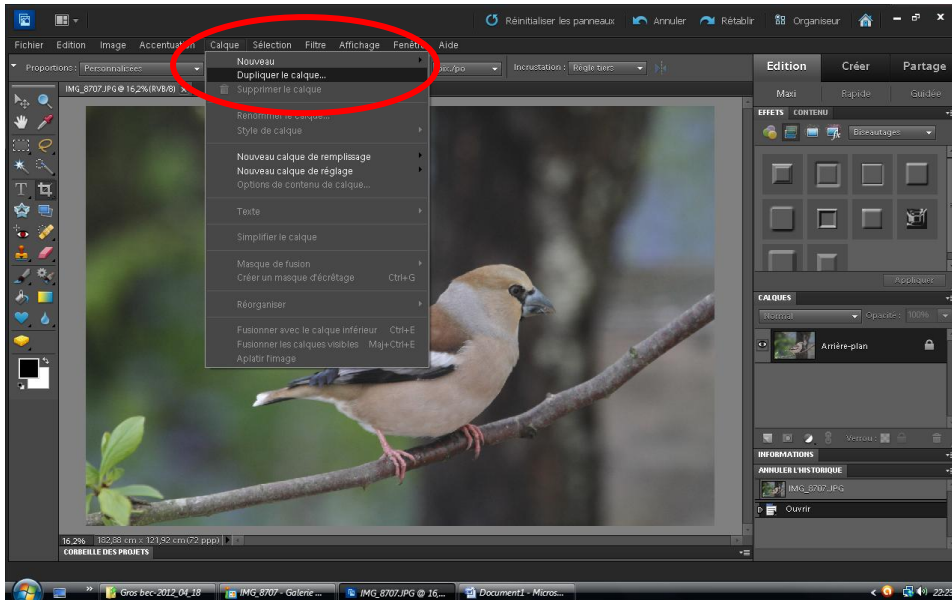 Réinitialiser les panneaux Annuler Rétablir Organiseur
Fichier Edition Image Accentuation Calque Sélection Filtre Affichage Fenêtre Aide
Proportions : Personnalisées pix./po Incrustation : Règle tiers
Edition Créer Partage
Maxi Rapide Guidée
IMG_8707.JPG @ 16,2% (RVB/8) x
Nouveau
Dupliquer le calque...
Supprimer le calque
Renommer le calque...
Style de calque
Nouveau calque de remplissage
Nouveau calque de réglage
Options de contenu de calque...
Texte
Simplifier le calque
Masque de fusion
Créer un masque d'écrêtage Ctrl+G
Réorganiser
Fusionner avec le calque inférieur Ctrl+E
Fusionner les calques visibles Maj+Ctrl+E
Aplatir l'image
EFFETS CONTENU
Biseautages
Appliquer
CALQUES
Normal Opacité : 100%
Arrière-plan
Verrou :
INFORMATIONS
ANNULER L'HISTORIQUE
IMG_8707.JPG
Ouvrir
16,2% 182,88 cm x 121,92 cm (72 ppp)
CORBEILLE DES PROJETS
Gros bec-2012_04_18 IMG_8707 - Galerie ... IMG_8707.JPG @ 16,... Document1 - Micros...